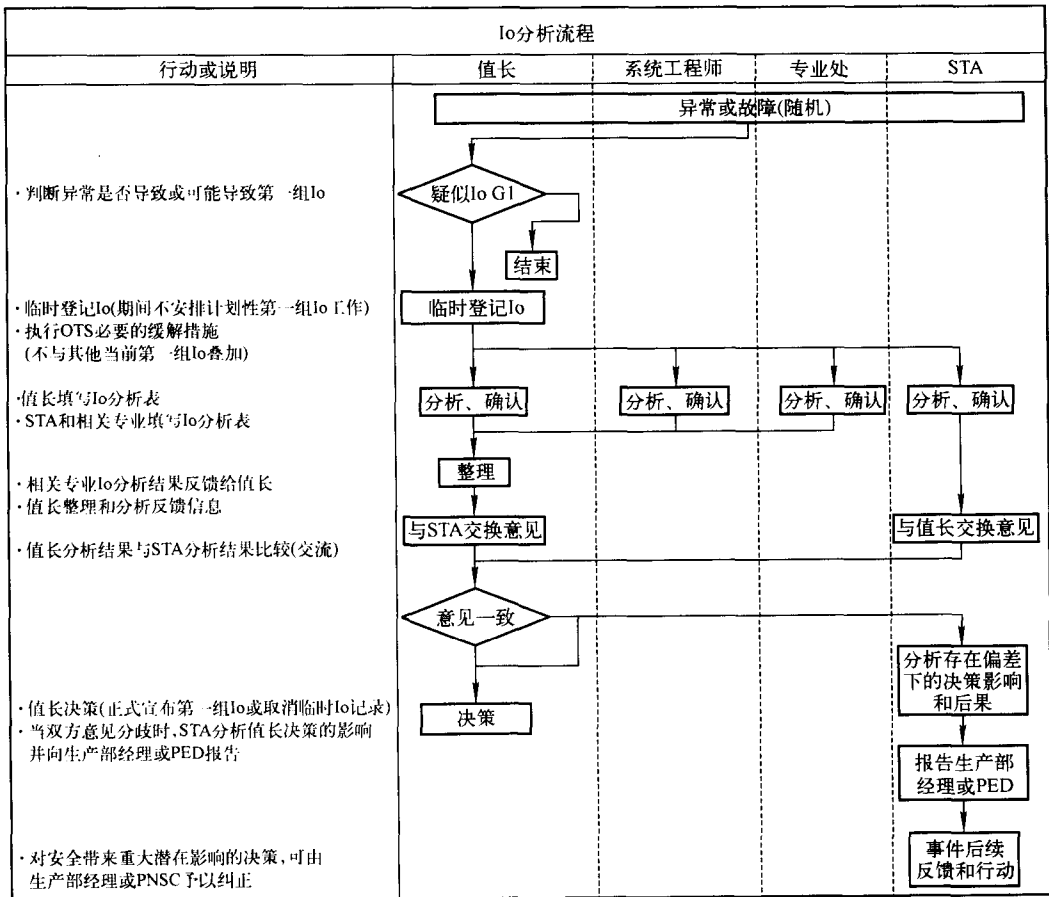 Io分析流程
行动或说明
值长
系统工程师
专业处
STA
异常或故障(随机)
·判断异常是否导致或可能导致第一组Io
疑似Io G1
结束
·临时登记Io(期间不安排计划性第一组Io工作)
·执行OTS必要的缓解措施
(不与其他当前第一组Io叠加)
临时登记Io
·值长填写Io分析表
·STA和相关专业填写Io分析表
分析、确认
分析、确认
分析、确认
分析、确认
·相关专业Io分析结果反馈给值长
·值长整理和分析反馈信息
整理
·值长分析结果与STA分析结果比较(交流)
与STA交换意见
与值长交换意见
意见一致
分析存在偏差
下的决策影响
和后果
·值长决策(正式宣布第一组Io或取消临时Io记录)
·当双方意见分歧时,STA分析值长决策的影响
并向生产部经理或PED报告
决策
报告生产部
经理或PED
·对安全带来重大潜在影响的决策,可由
生产部经理或PNSC予以纠正
事件后续
反馈和行动